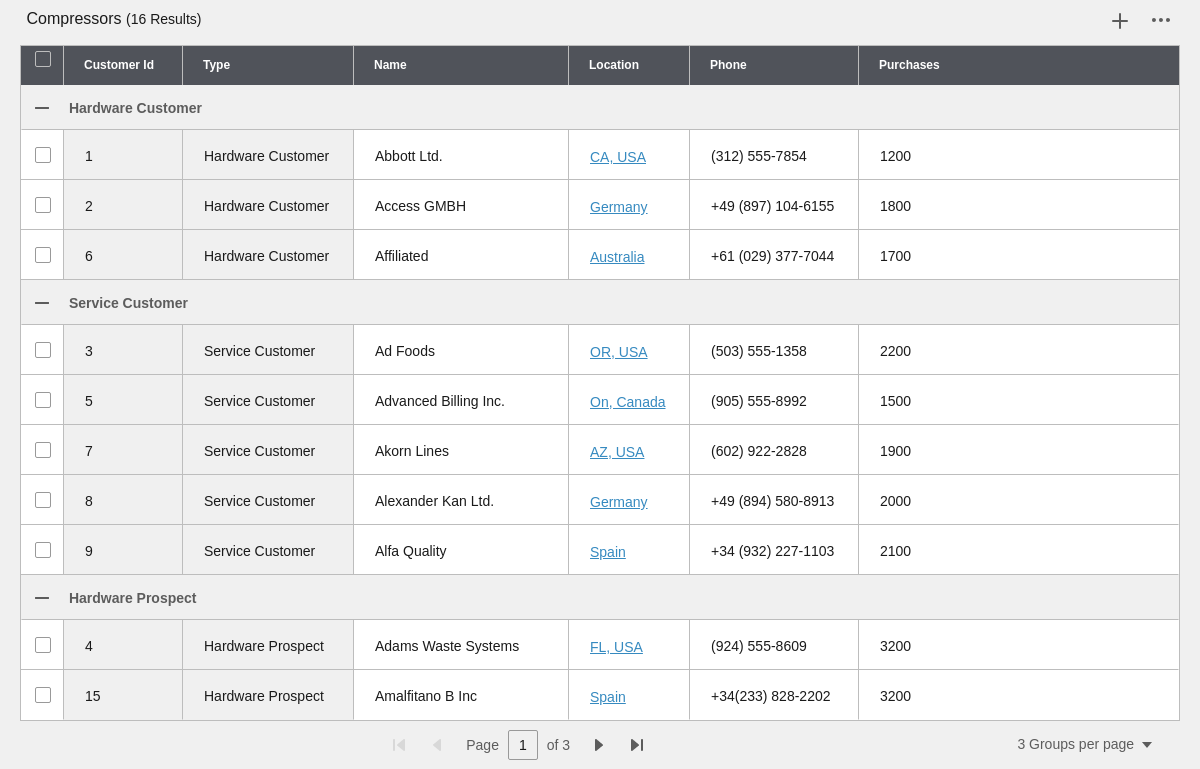 Compressors (16 Results)
Customer Id Type Name Location Phone Purchases
Hardware Customer
1 Hardware Customer Abbott Ltd. CA, USA (312) 555-7854 1200
2 Hardware Customer Access GMBH Germany +49 (897) 104-6155 1800
6 Hardware Customer Affiliated Australia +61 (029) 377-7044 1700
Service Customer
3 Service Customer Ad Foods OR, USA (503) 555-1358 2200
5 Service Customer Advanced Billing Inc. On, Canada (905) 555-8992 1500
7 Service Customer Akorn Lines AZ, USA (602) 922-2828 1900
8 Service Customer Alexander Kan Ltd. Germany +49 (894) 580-8913 2000
9 Service Customer Alfa Quality Spain +34 (932) 227-1103 2100
Hardware Prospect
4 Hardware Prospect Adams Waste Systems FL, USA (924) 555-8609 3200
15 Hardware Prospect Amalfitano B Inc Spain +34(233) 828-2202 3200
Page 1 of 3 3 Groups per page